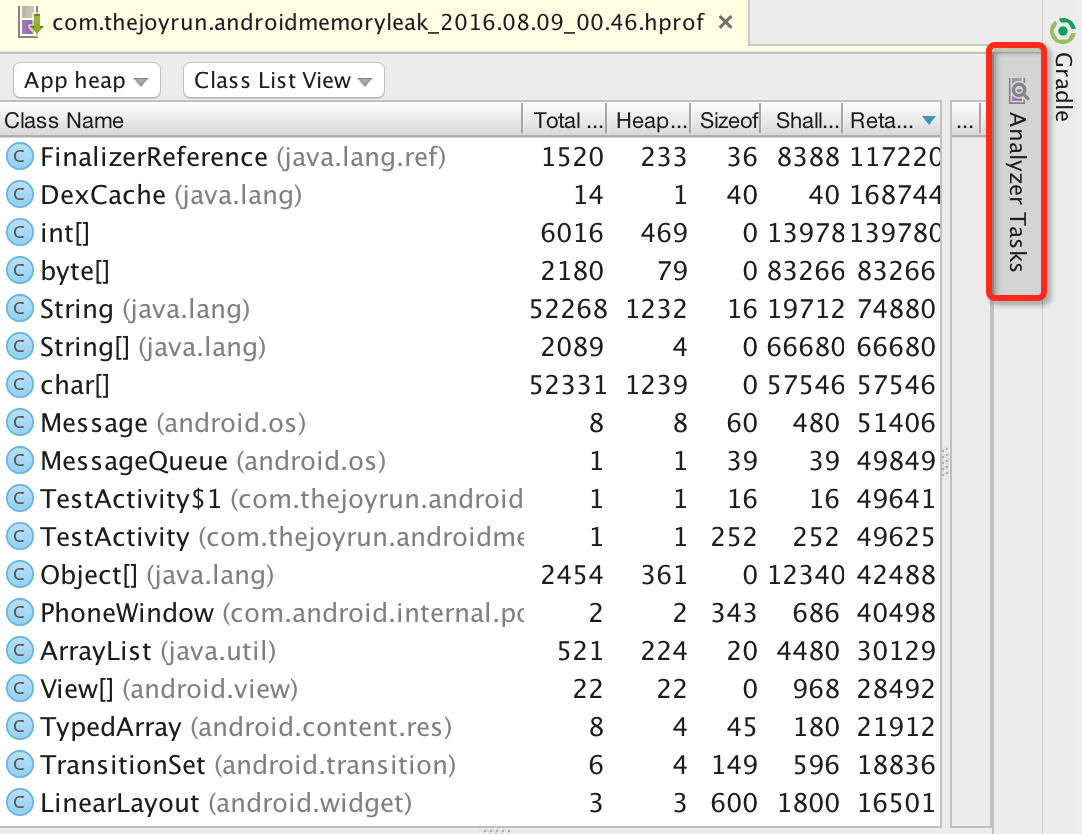 com.thejoyrun.androidmemoryleak_2016.08.09_00.46.hprof
App heap Class List View
Class Name Total ... Heap... Sizeof Shall... Reta... ...
C FinalizerReference (java.lang.ref) 1520 233 36 8388 117220
C DexCache (java.lang) 14 1 40 40 168744
C int[] 6016 469 0 13978 139780
C byte[] 2180 79 0 83266 83266
C String (java.lang) 52268 1232 16 19712 74880
C String[] (java.lang) 2089 4 0 66680 66680
C char[] 52331 1239 0 57546 57546
C Message (android.os) 8 8 60 480 51406
C MessageQueue (android.os) 1 1 39 39 49849
C TestActivity$1 (com.thejoyrun.android 1 1 16 16 49641
C TestActivity (com.thejoyrun.androidme 1 1 252 252 49625
C Object[] (java.lang) 2454 361 0 12340 42488
C PhoneWindow (com.android.internal.po 2 2 343 686 40498
C ArrayList (java.util) 521 224 20 4480 30129
C View[] (android.view) 22 22 0 968 28492
C TypedArray (android.content.res) 8 4 45 180 21912
C TransitionSet (android.transition) 6 4 149 596 18836
C LinearLayout (android.widget) 3 3 600 1800 16501
Analyzer Tasks
Gradle